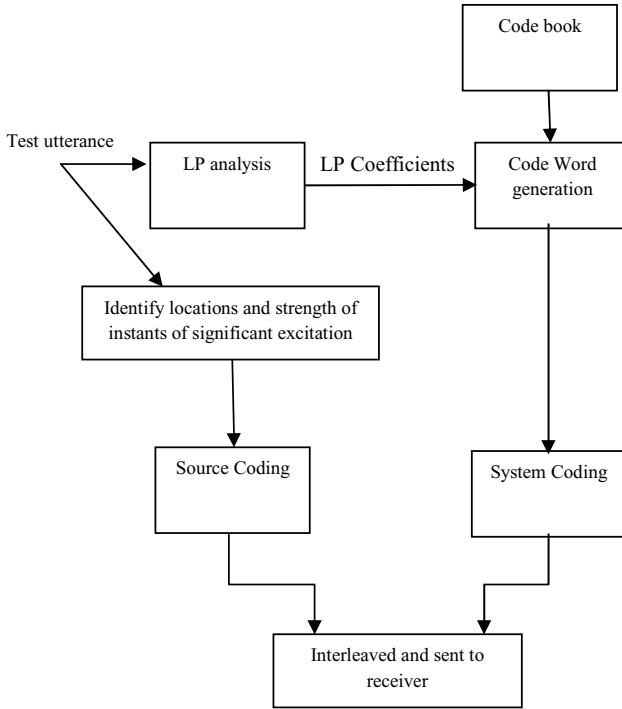 Code book
Test utterance
LP analysis
LP Coefficients
Code Word
generation
Identify locations and strength of
instants of significant excitation
Source Coding
System Coding
Interleaved and sent to
receiver